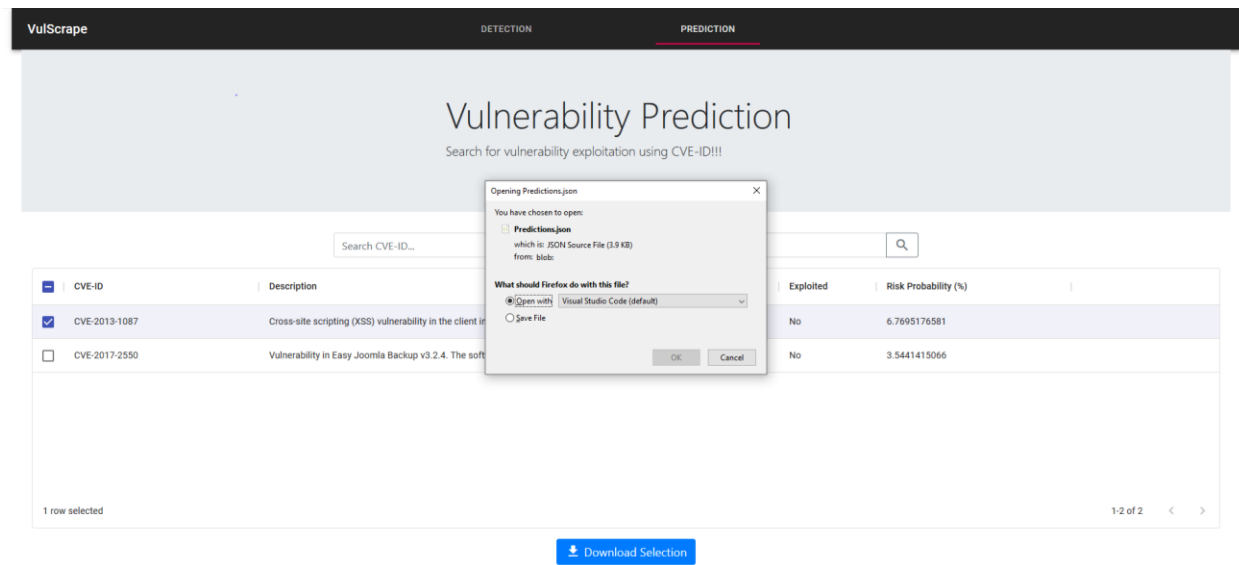 VulScrape
DETECTION
PREDICTION
Vulnerability Prediction
Search for vulnerability exploitation using CVE-ID!!!
Opening Predictions.json
You have chosen to open:
Predictions.json
which is: JSON Source File (3.9 KB)
from: blob:
What should Firefox do with this file?
Open with Visual Studio Code (default)
Save File
OK Cancel
Search CVE-ID...
CVE-ID Description Exploited Risk Probability (%)
CVE-2013-1087 Cross-site scripting (XSS) vulnerability in the client in No 6.7695176581
CVE-2017-2550 Vulnerability in Easy Joomla Backup v3.2.4. The soft No 3.5441415066
1 row selected
1-2 of 2
Download Selection